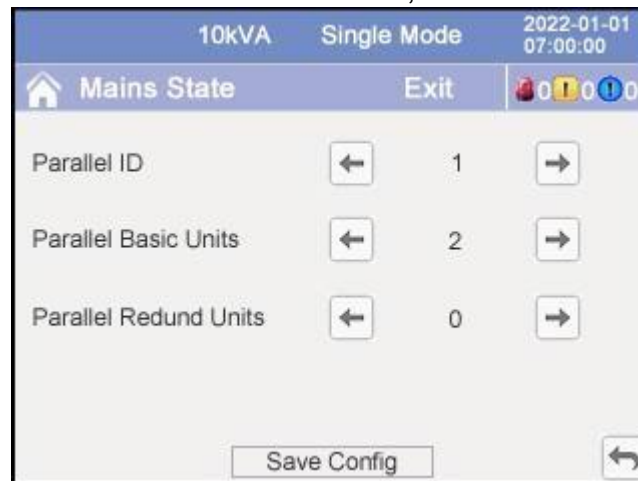 10kVA Single Mode 2022-01-01
07:00:00
Mains State Exit 0 ! 0 ! 0
Parallel ID 1
Parallel Basic Units 2
Parallel Redund Units 0
Save Config